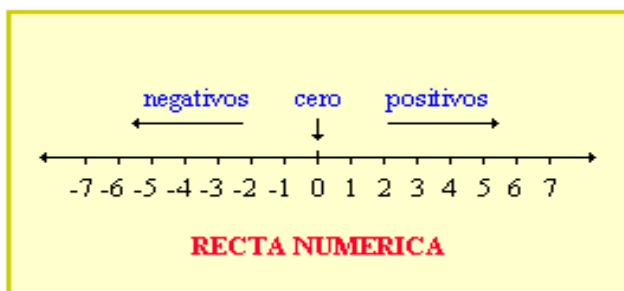 negativos cero positivos
-7 -6 -5 -4 -3 -2 -1 0 1 2 3 4 5 6 7
RECTA NUMERICA